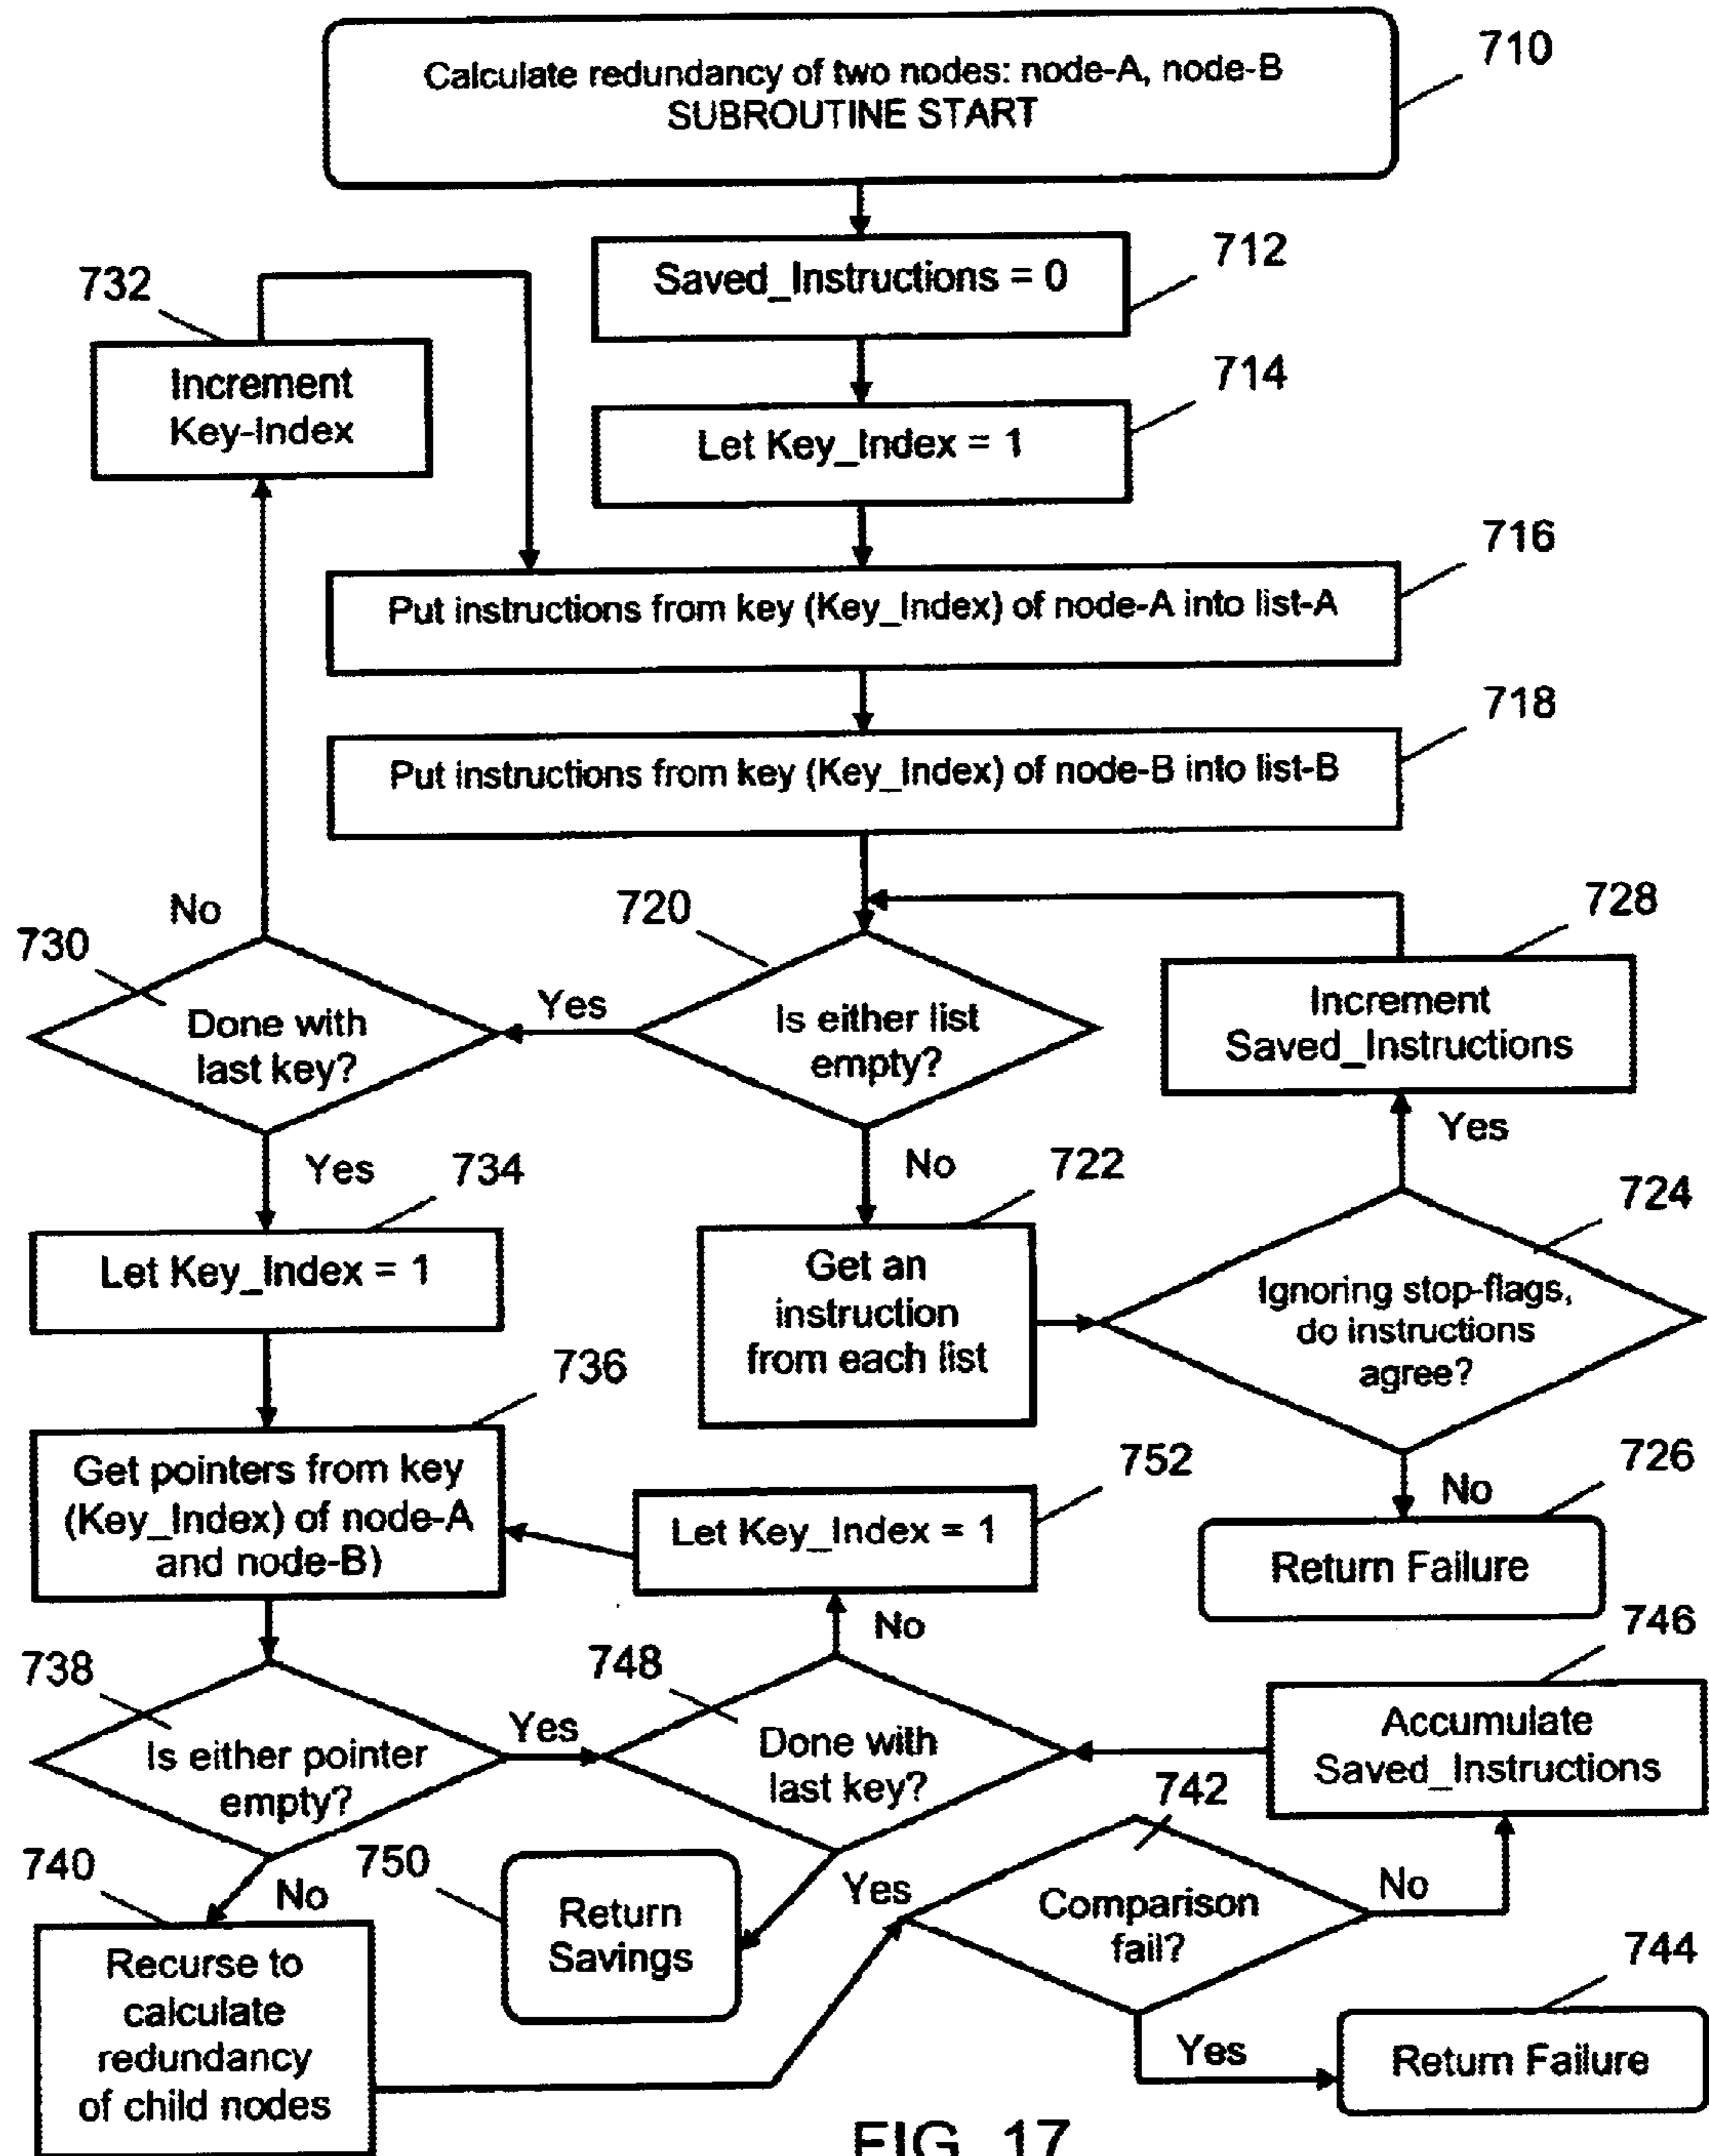 Calculate redundancy of two nodes: node-A, node-B
SUBROUTINE START
710
Saved_Instructions = 0
712
732
Increment
Key-Index
Let Key_Index = 1
714
Put instructions from key (Key_Index) of node-A into list-A
716
Put instructions from key (Key_Index) of node-B into list-B
718
No
720
728
730
Done with
last key?
Yes
Is either list
empty?
Increment
Saved_Instructions
Yes
Yes
734
No
722
724
Let Key_Index = 1
Get an
instruction
from each list
Ignoring stop-flags,
do instructions
agree?
736
Get pointers from key
(Key_Index) of node-A
and node-B)
752
Let Key_Index = 1
No
726
Return Failure
No
738
Is either pointer
empty?
Yes
748
Done with
last key?
746
Accumulate
Saved_Instructions
742
740
No
750
Return
Savings
Yes
Comparison
fail?
No
Recurse to
calculate
redundancy
of child nodes
744
Yes
Return Failure
FIG. 17